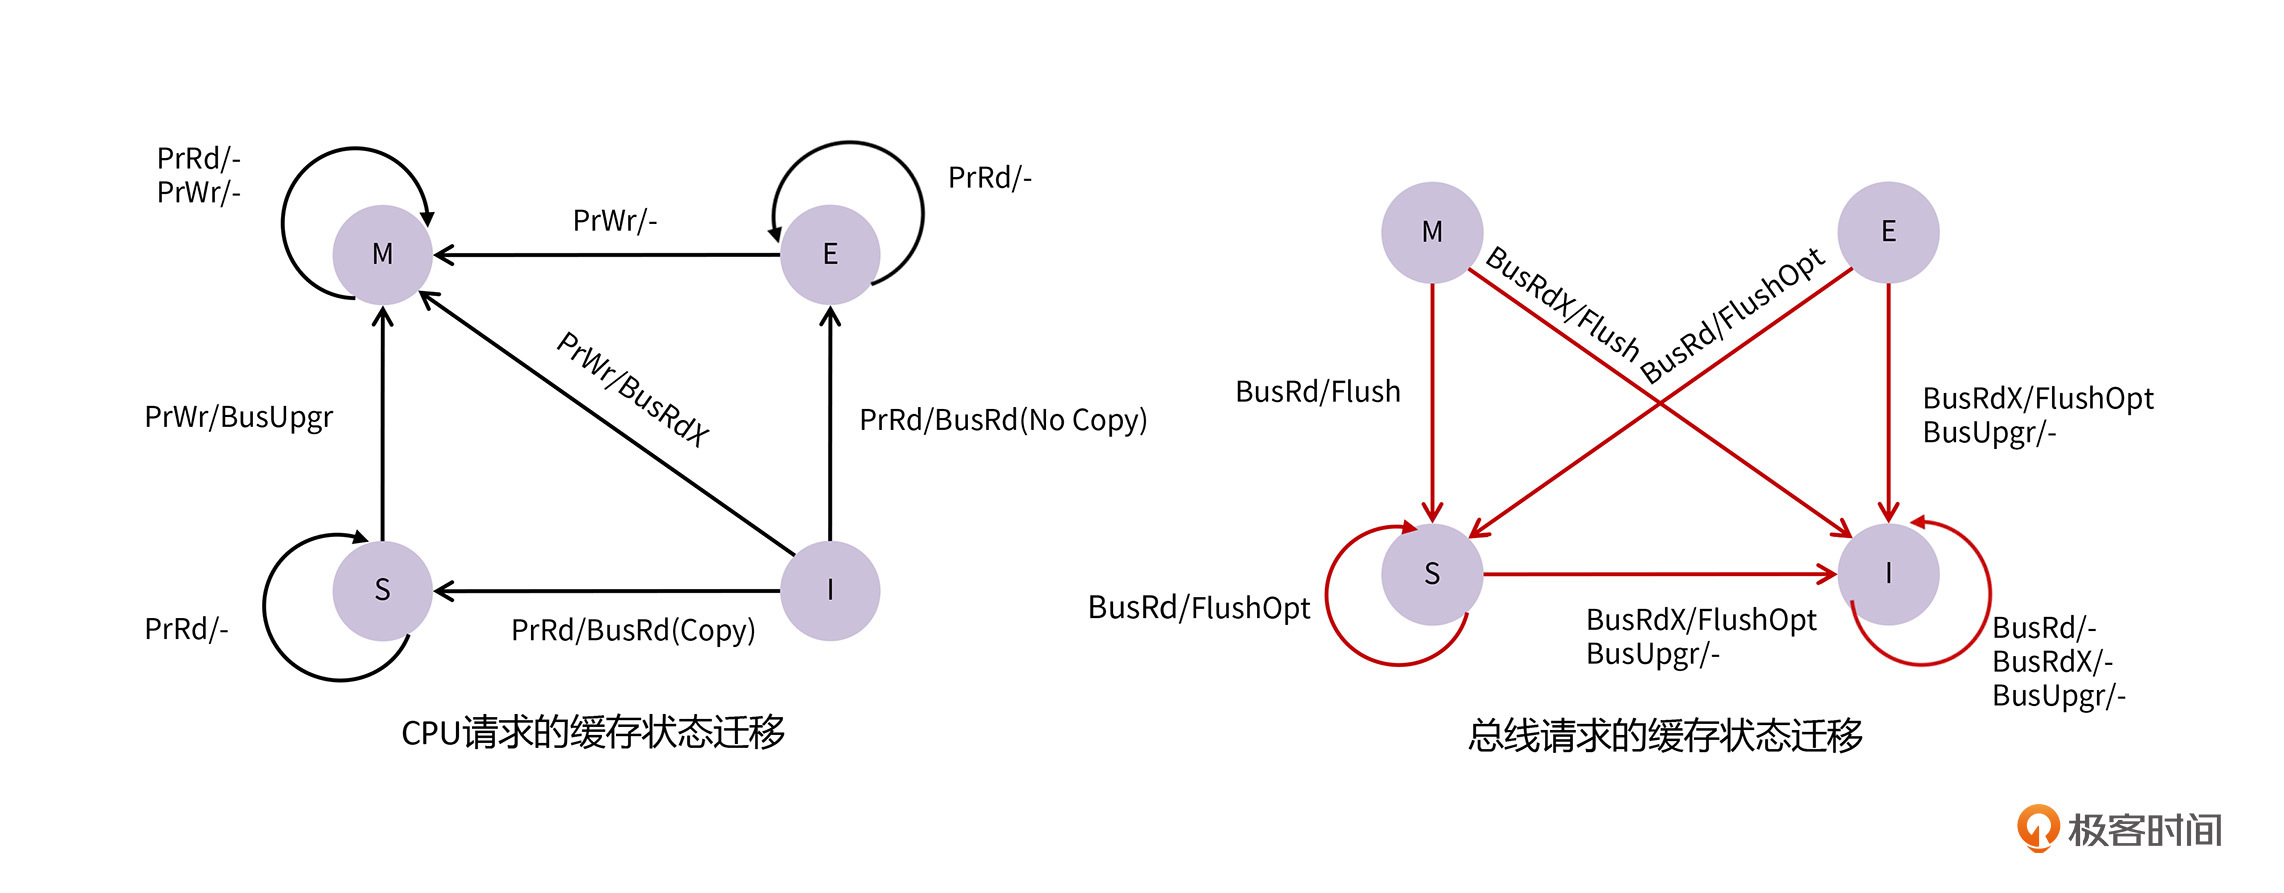 PrRd/-
PrWr/-
M
PrWr/-
E
PrRd/-
PrWr/BusUpgr
PrWr/BusRdX
PrRd/BusRd(No Copy)
S
I
PrRd/-
PrRd/BusRd(Copy)
CPU请求的缓存状态迁移
M
E
BusRdX/Flush
BusRd/FlushOpt
BusRd/Flush
BusRdX/FlushOpt
BusUpgr/-
S
I
BusRd/FlushOpt
BusRdX/FlushOpt
BusUpgr/-
BusRd/-
BusRdX/-
BusUpgr/-
总线请求的缓存状态迁移
极客时间